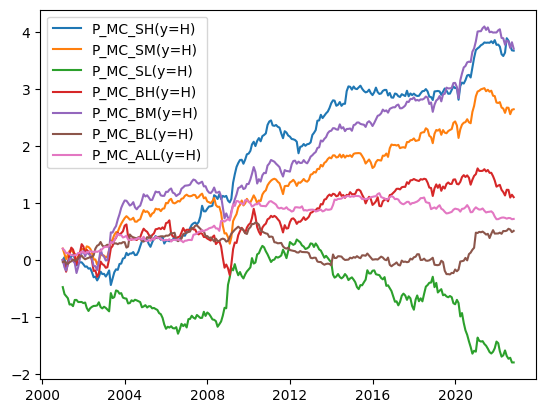 P_MC_SH(y=H)
P_MC_SM(y=H)
P_MC_SL(y=H)
P_MC_BH(y=H)
P_MC_BM(y=H)
P_MC_BL(y=H)
P_MC_ALL(y=H)
4
3
2
1
0
−1
−2
2000 2004 2008 2012 2016 2020